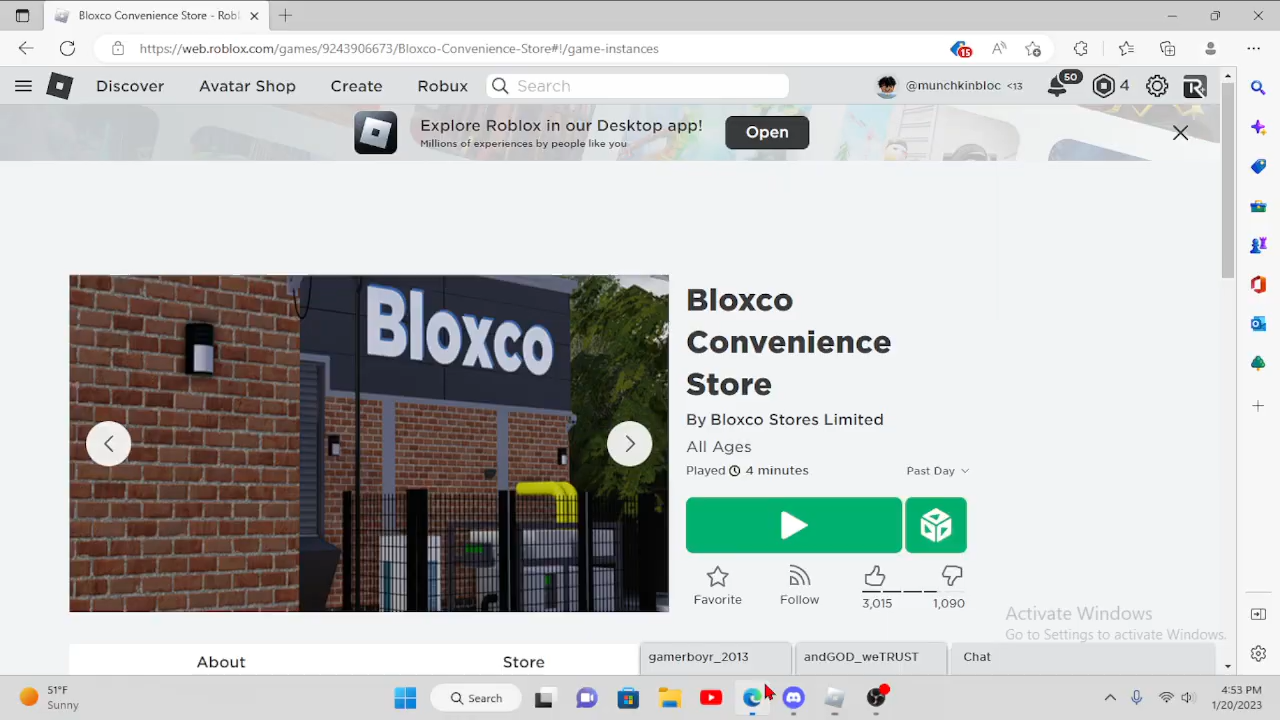 Bloxco Convenience Store - Robl
https://web.roblox.com/games/9243906673/Bloxco-Convenience-Store#!/game-instances
15
Discover
Avatar Shop
Create
Robux
Search
@munchkinbloc <13
50
4
Explore Roblox in our Desktop app!
Millions of experiences by people like you
Open
Bloxco
Bloxco
Convenience
Store
By Bloxco Stores Limited
All Ages
Played 4 minutes
Past Day
Favorite
Follow
3,015
1,090
Activate Windows
Go to Settings to activate Windows.
About
Store
gamerboyr_2013
andGOD_weTRUST
Chat
51°F
Sunny
Search
4:53 PM
1/20/2023